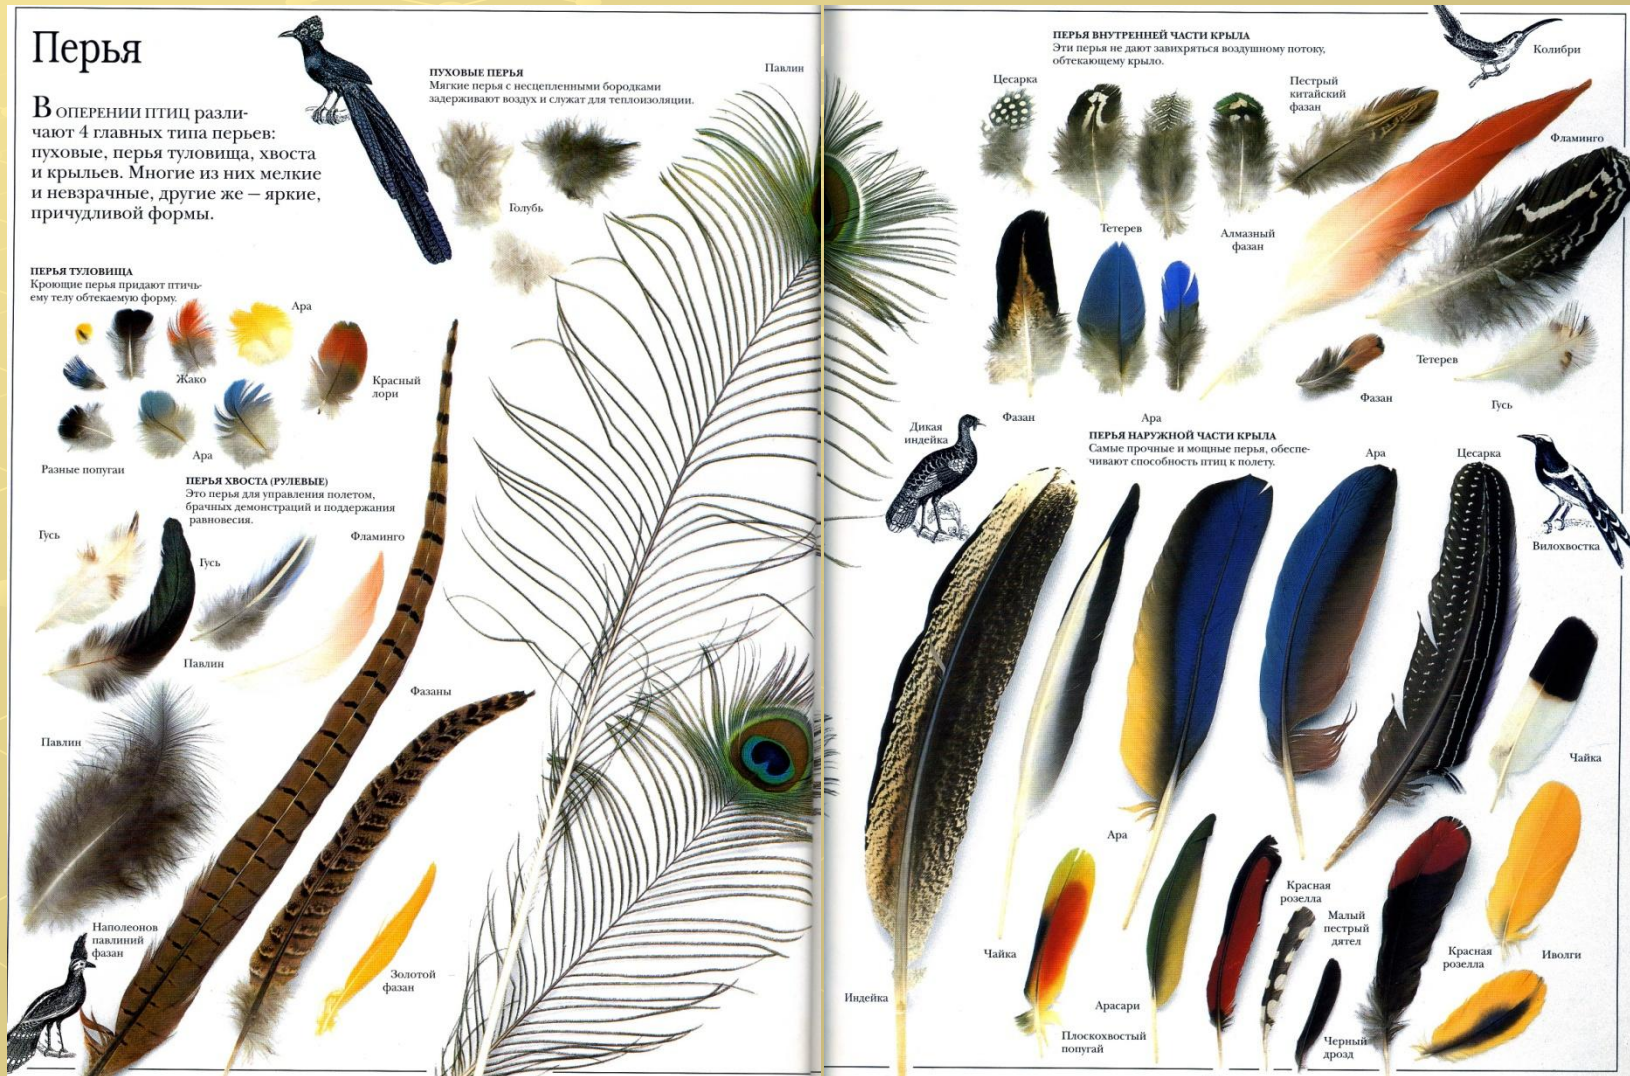 Перья
В ОПЕРЕНИИ ПТИЦ разли-
чают 4 главных типа перьев:
пуховые, перья туловища, хвоста
и крыльев. Многие из них мелкие
и невзрачные, другие же — яркие,
причудливой формы.
ПУХОВЫЕ ПЕРЬЯ
Мягкие перья с несцепленными бородками
задерживают воздух и служат для теплоизоляции.
Павлин
Голубь
ПЕРЬЯ ТУЛОВИЩА
Кроющие перья придают птичь-
ему телу обтекаемую форму.
Ара
Жако
Красный
лори
Ара
Разные попугаи
ПЕРЬЯ ХВОСТА (РУЛЕВЫЕ)
Это перья для управления полетом,
брачных демонстраций и поддержания
равновесия.
Гусь
Гусь
Фламинго
Павлин
Фазаны
Павлин
Наполеонов
павлиний
фазан
Золотой
фазан
ПЕРЬЯ ВНУТРЕННЕЙ ЧАСТИ КРЫЛА
Эти перья не дают завихряться воздушному потоку,
обтекающему крыло.
Колибри
Цесарка
Пестрый
китайский
фазан
Фламинго
Тетерев
Алмазный
фазан
Тетерев
Фазан
Гусь
Фазан
Ара
Дикая
индейка
ПЕРЬЯ НАРУЖНОЙ ЧАСТИ КРЫЛА
Самые прочные и мощные перья, обеспе-
чивают способность птиц к полету.
Ара
Цесарка
Вилохвостка
Чайка
Ара
Красная
розелла
Малый
пестрый
дятел
Чайка
Красная
розелла
Иволги
Индейка
Арасари
Плоскохвостый
попугай
Черный
дрозд